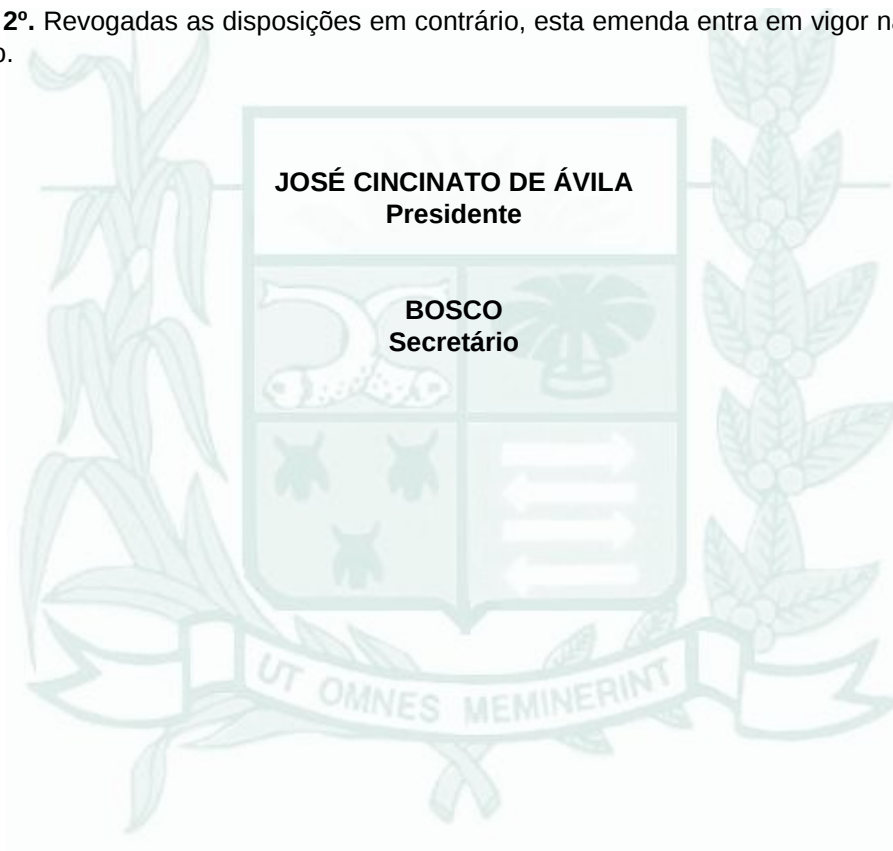 2º. Revogadas as disposições em contrário, esta emenda entra em vigor na
o.
JOSÉ CINCINATO DE ÁVILA
Presidente
BOSCO
Secretário
UT OMNES MEMINERINT